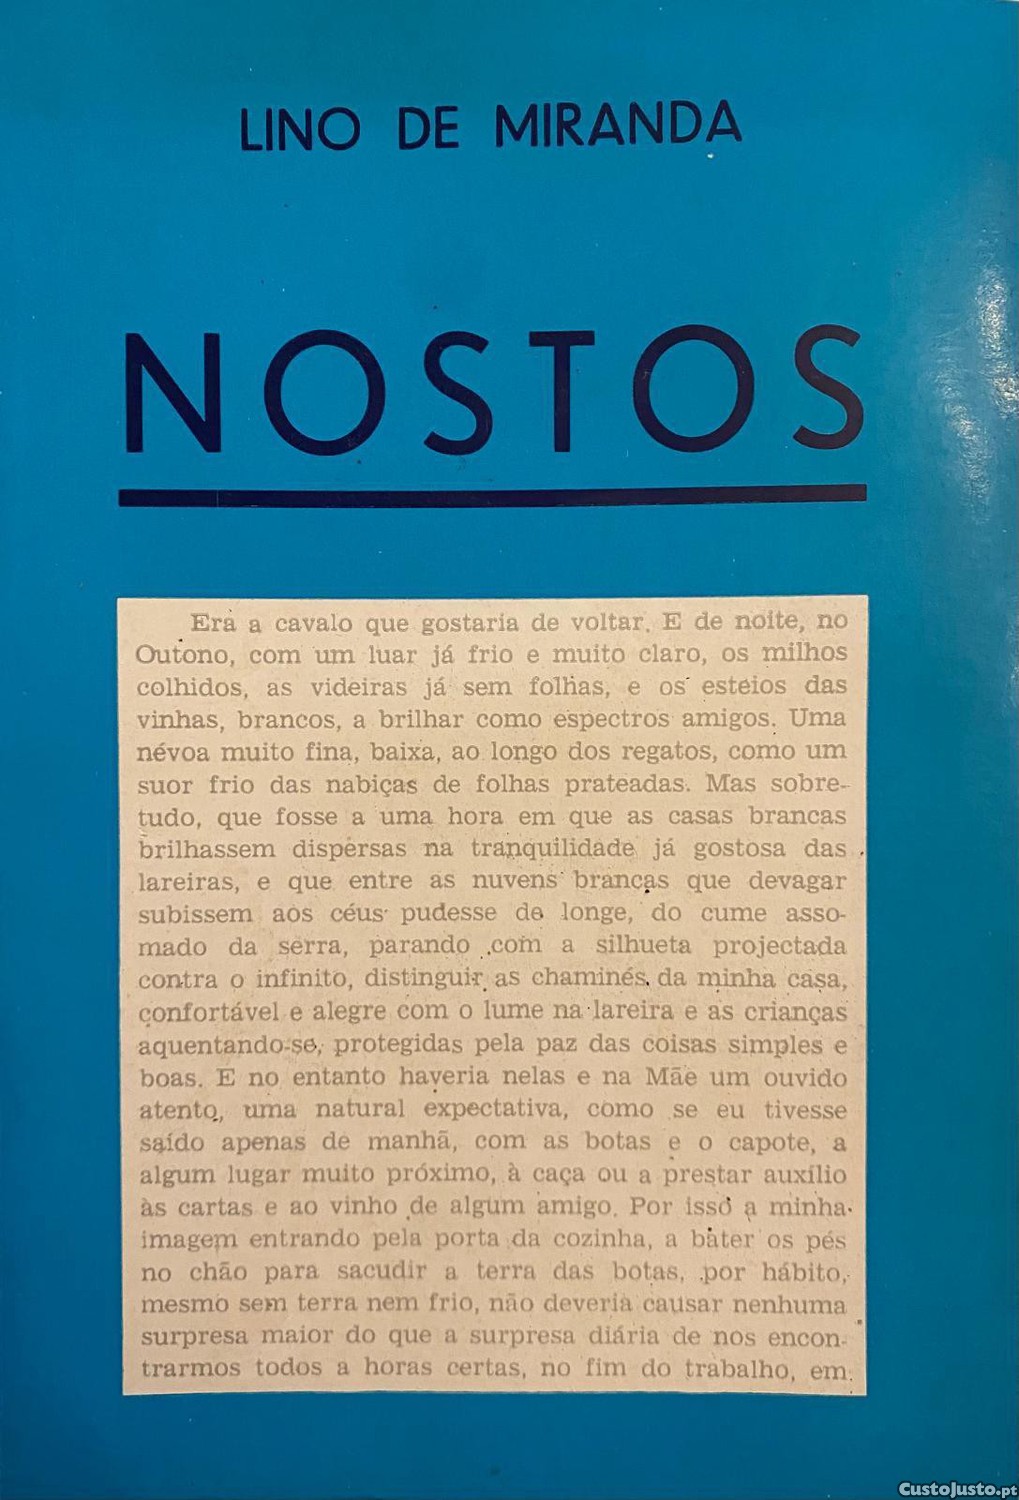 LINO DE MIRANDA
NOSTOS
Era a cavalo que gostaria de voltar. E de noite, no
Outono, com um luar já frio e muito claro, os milhos
colhidos, as videiras já sem folhas, e os esteios das
vinhas, brancos, a brilhar como espectros amigos. Uma
névoa muito fina, baixa, ao longo dos regatos, como um
suor frio das nabiças de folhas prateadas. Mas sobre-
tudo, que fosse a uma hora em que as casas brancas
brilhassem dispersas na tranquilidade já gostosa das
lareiras, e que entre as nuvens brancas que devagar
subissem aos céus pudesse de longe, do cume asso-
mado da serra, parando com a silhueta projectada
contra o infinito, distinguir as chaminés da minha casa,
confortável e alegre com o lume na lareira e as crianças
aquentando-se, protegidas pela paz das coisas simples e
boas. E no entanto haveria nelas e na Mãe um ouvido
atento, uma natural expectativa, como se eu tivesse
saído apenas de manhã, com as botas e o capote, a
algum lugar muito próximo, à caça ou a prestar auxílio
às cartas e ao vinho de algum amigo. Por isso a minha
imagem entrando pela porta da cozinha, a bater os pés
no chão para sacudir a terra das botas, por hábito,
mesmo sem terra nem frio, não deveria causar nenhuma
surpresa maior do que a surpresa diária de nos encon-
trarmos todos a horas certas, no fim do trabalho, em
CustoJusto.pt